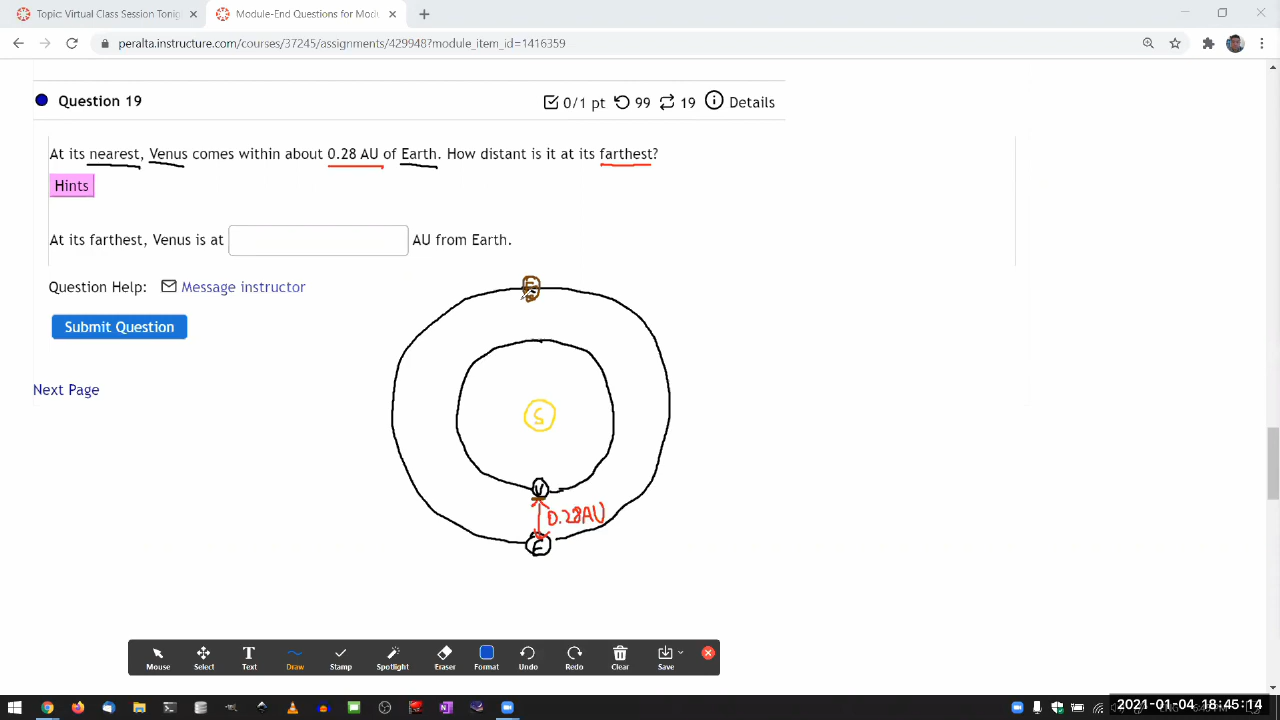 Topic: Virtual Class Session Tonig
Module-End Questions for Modu
peralta.instructure.com/courses/37245/assignments/429948?module_item_id=1416359
Question 19
0/1 pt 99 19 Details
At its nearest, Venus comes within about 0.28 AU of Earth. How distant is it at its farthest?
Hints
At its farthest, Venus is at AU from Earth.
Question Help: Message instructor
Submit Question
Next Page
E
S
V
0.28AU
E
Mouse Select Text Draw Stamp Spotlight Eraser Format Undo Redo Clear Save
2021-01-04 18:45:14